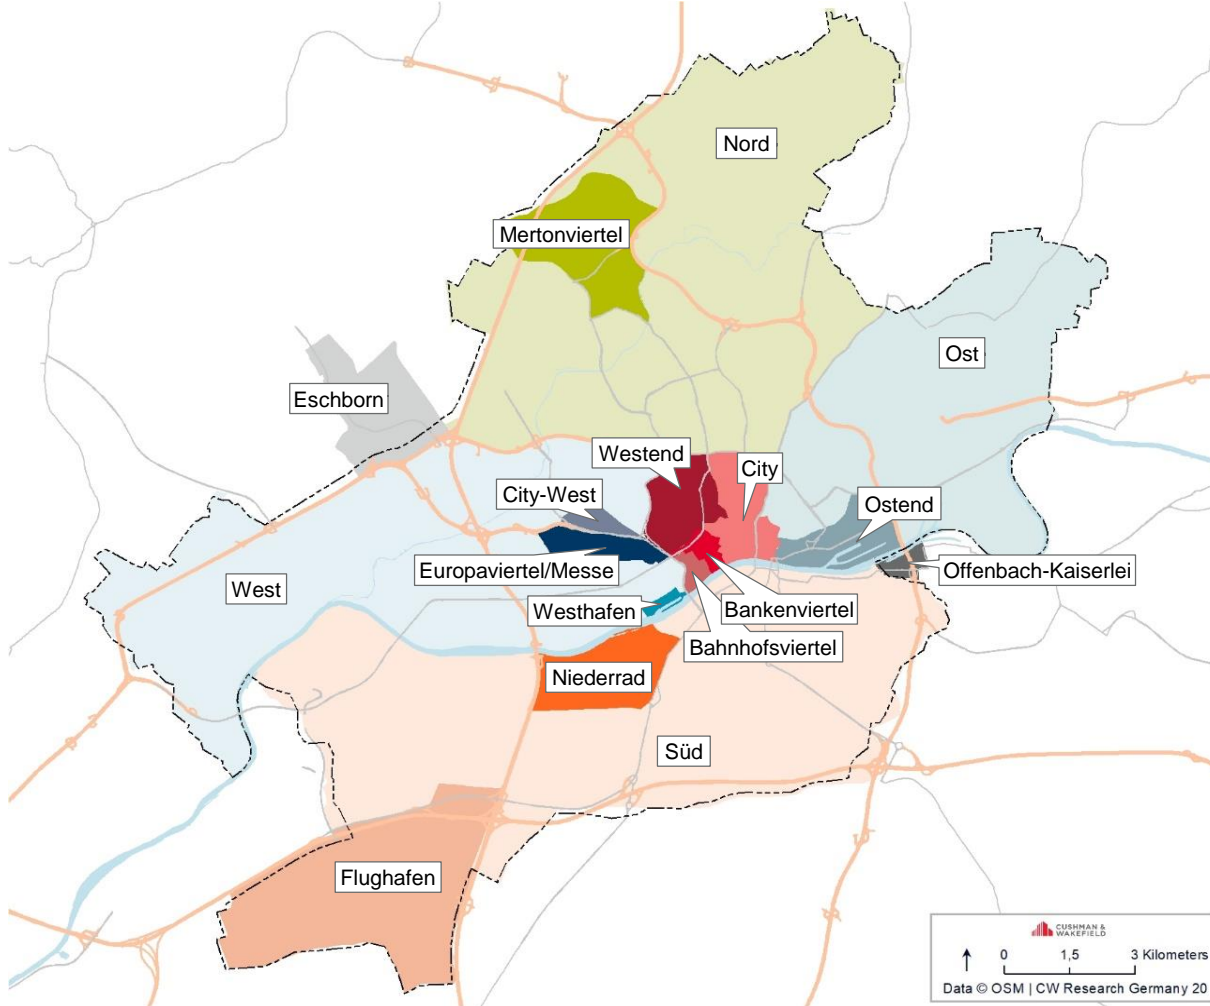 Nord
Mertonviertel
Ost
Eschborn
Westend
City
City-West
Ostend
Europaviertel/Messe
Offenbach-Kaiserlei
West
Westhafen
Bankenviertel
Bahnhofsviertel
Niederrad
Süd
Flughafen
CUSHMAN &
WAKEFIELD
0 1,5 3 Kilometers
Data © OSM | CW Research Germany 20